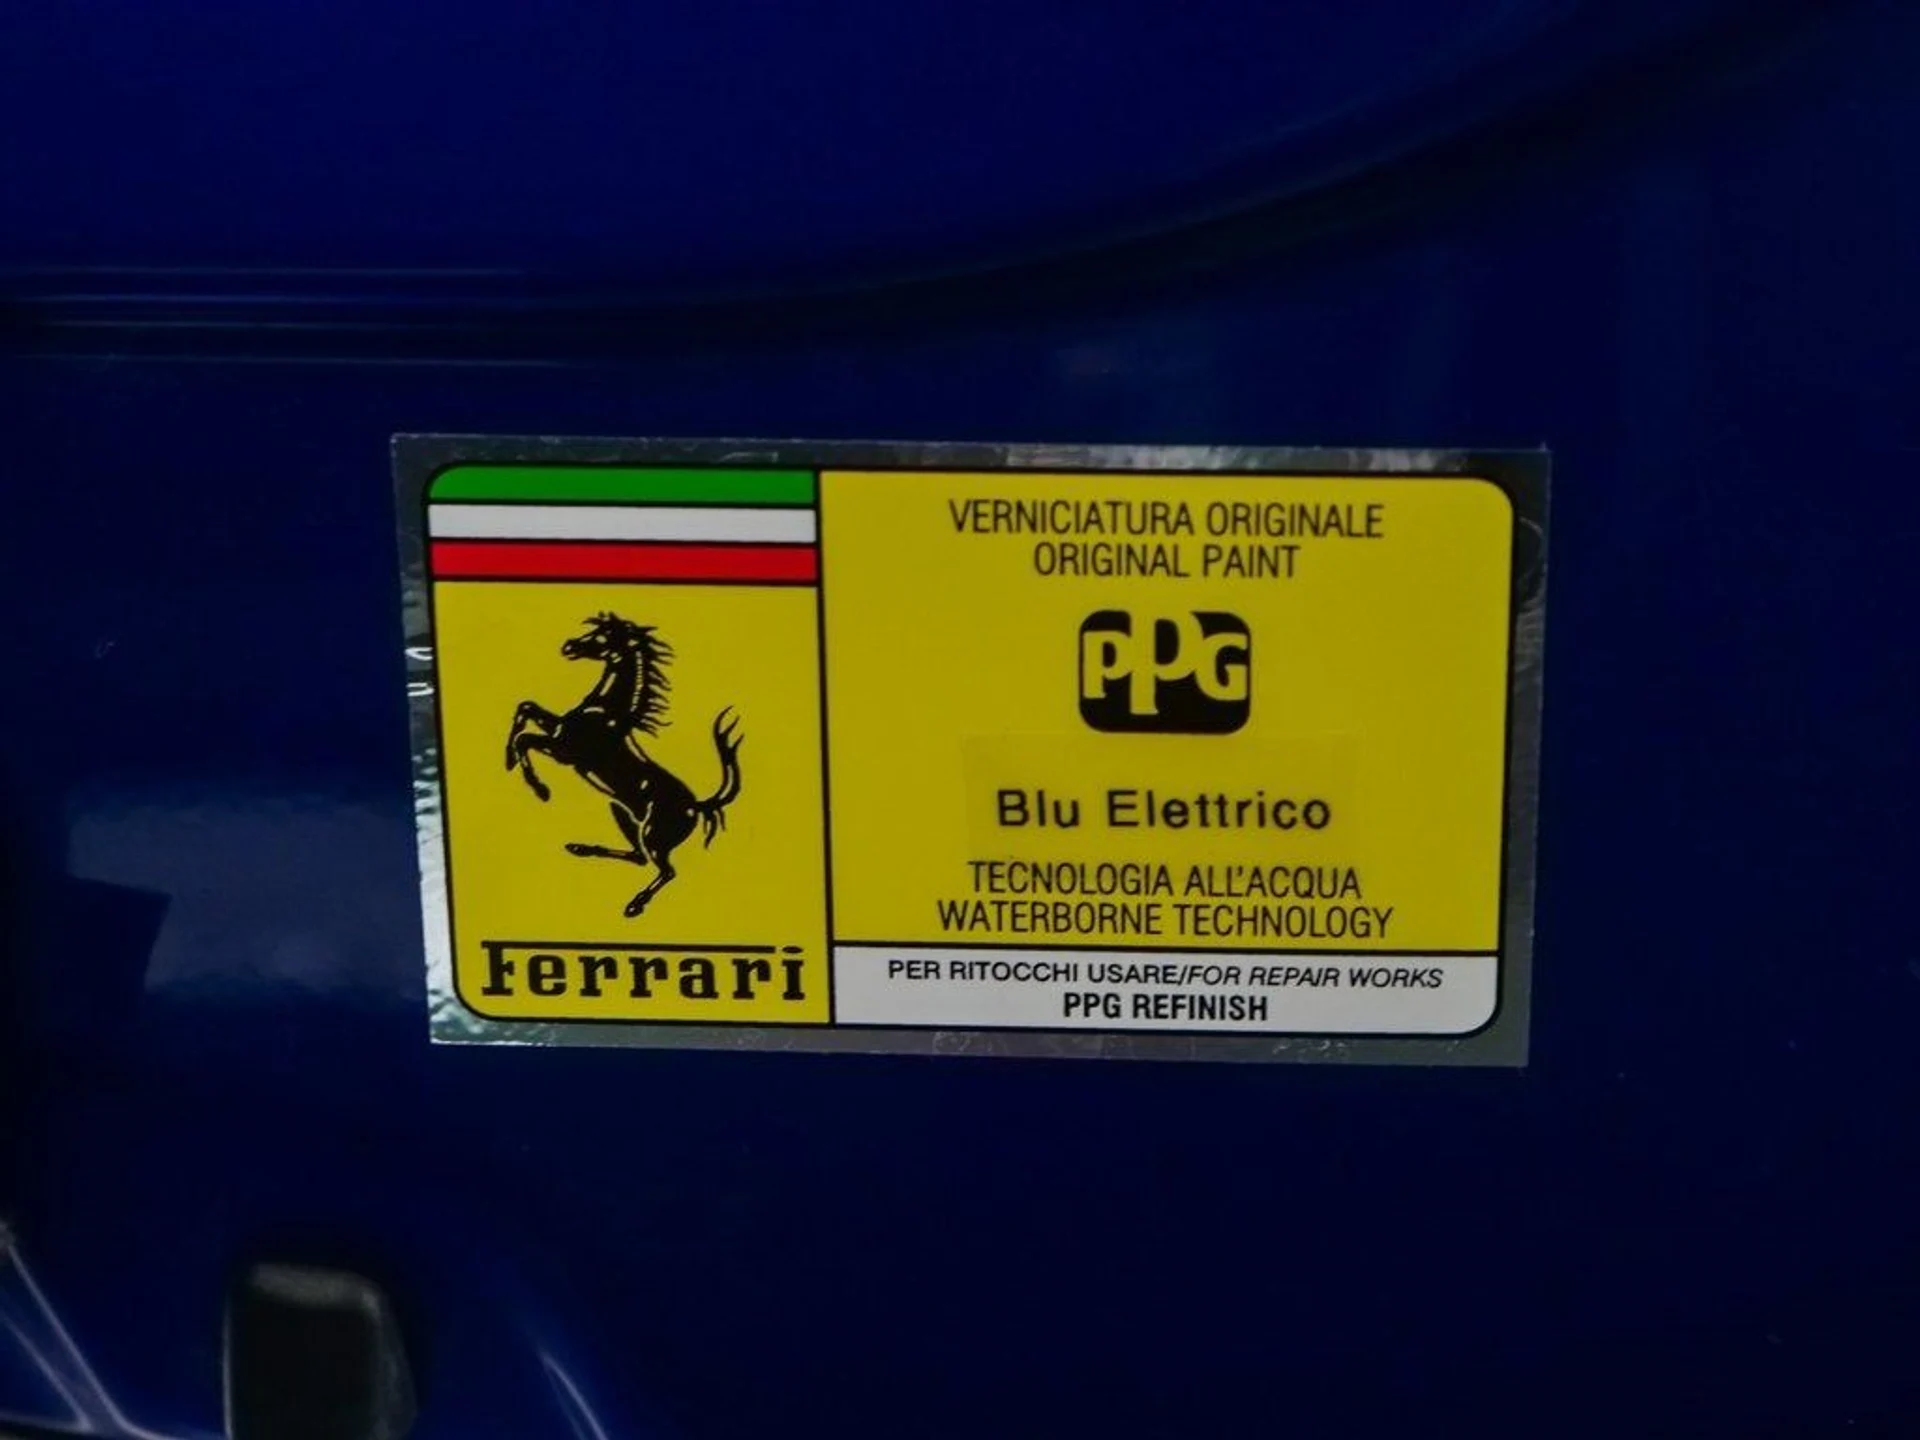 VERNICIATURA ORIGINALE
ORIGINAL PAINT
PPG
Blu Elettrico
TECNOLOGIA ALL'ACQUA
WATERBORNE TECHNOLOGY
Ferrari
PER RITOCCHI USARE/FOR REPAIR WORKS
PPG REFINISH